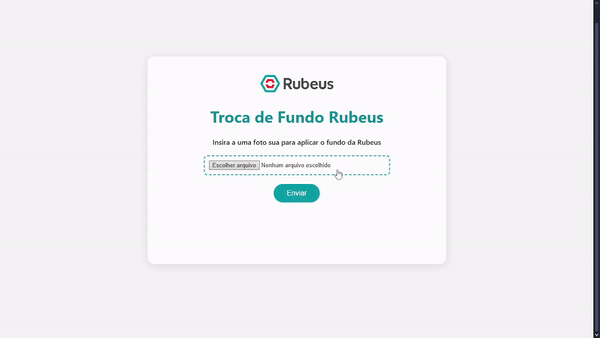 Rubeus
Troca de Fundo Rubeus
Insira a uma foto sua para aplicar o fundo da Rubeus
Escolher arquivo Nenhum arquivo escolhido
Enviar